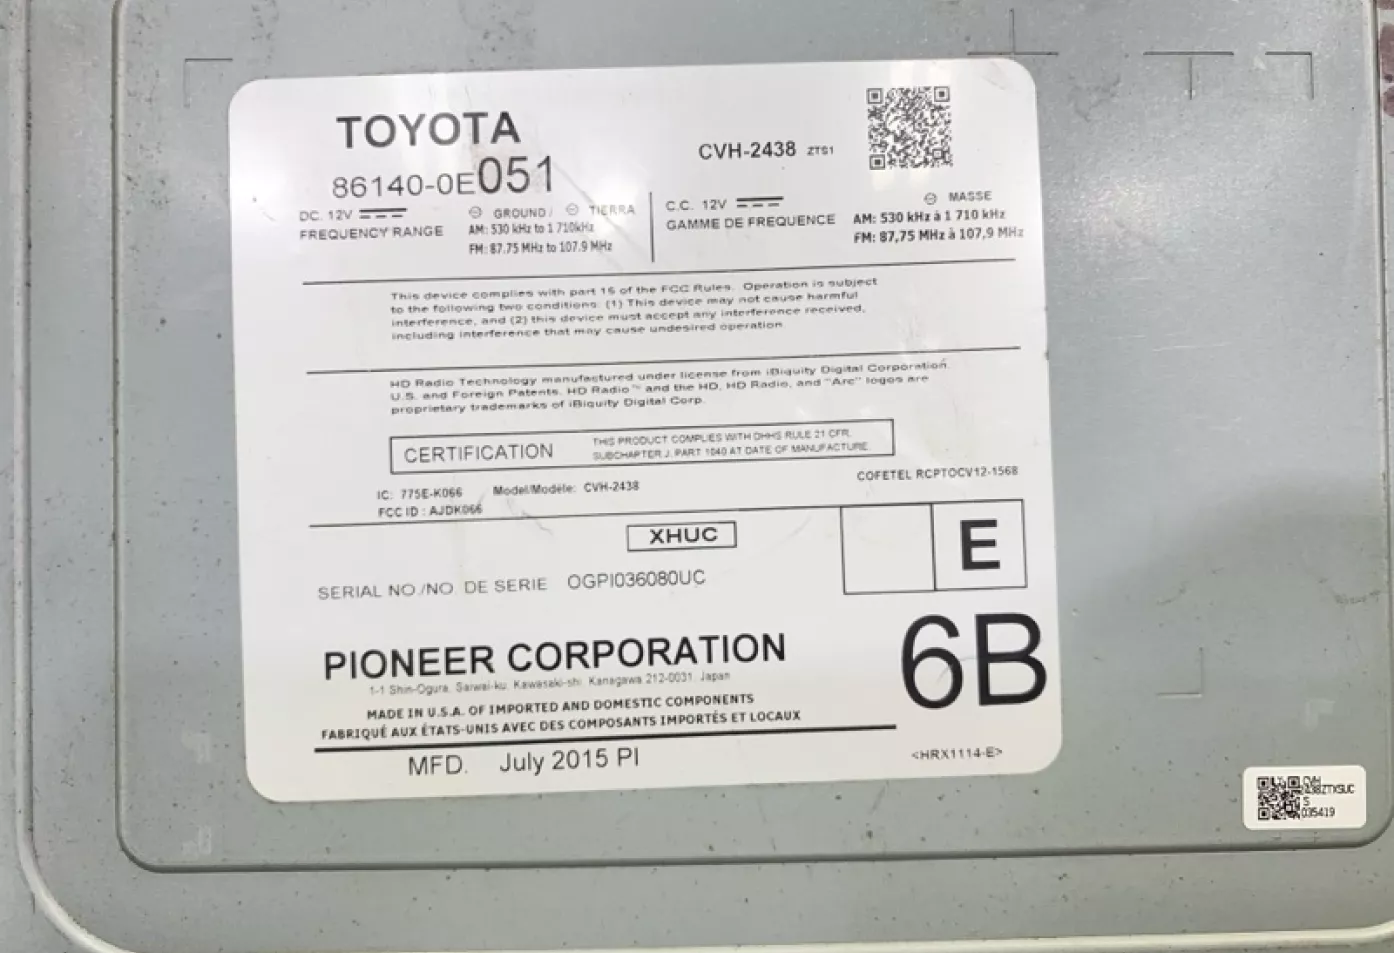 TOYOTA
86140-0E051
CVH-2438 ZTS1
DC. 12V
FREQUENCY RANGE
GROUND/ TIERRA
AM: 530 kHz to 1 710kHz
FM: 87.75 MHz to 107.9 MHz
C.C. 12V
GAMME DE FREQUENCE
MASSE
AM: 530 kHz à 1 710 kHz
FM: 87,75 MHz à 107,9 MHz
This device complies with part 15 of the FCC Rules. Operation is subject
to the following two conditions: (1) This device may not cause harmful
interference, and (2) this device must accept any interference received,
including interference that may cause undesired operation.
HD Radio Technology manufactured under license from iBiquity Digital Corporation.
U.S. and Foreign Patents. HD Radio™ and the HD, HD Radio, and "Arc" logos are
proprietary trademarks of iBiquity Digital Corp.
CERTIFICATION
THIS PRODUCT COMPLIES WITH DHHS RULE 21 CFR,
SUBCHAPTER J, PART 1040 AT DATE OF MANUFACTURE.
IC: 775E-K066 Model/Modèle: CVH-2438
FCC ID : AJDK066
COFETEL RCPTOCV12-1568
XHUC
E
SERIAL NO./NO. DE SERIE OGPI036080UC
6B
PIONEER CORPORATION
1-1 Shin-Ogura, Saiwai-ku, Kawasaki-shi, Kanagawa 212-0031, Japan
MADE IN U.S.A. OF IMPORTED AND DOMESTIC COMPONENTS
FABRIQUÉ AUX ÉTATS-UNIS AVEC DES COMPOSANTS IMPORTÉS ET LOCAUX
MFD. July 2015 PI
<HRX1114-E>
CVH
2438ZTXSUC
S
035419